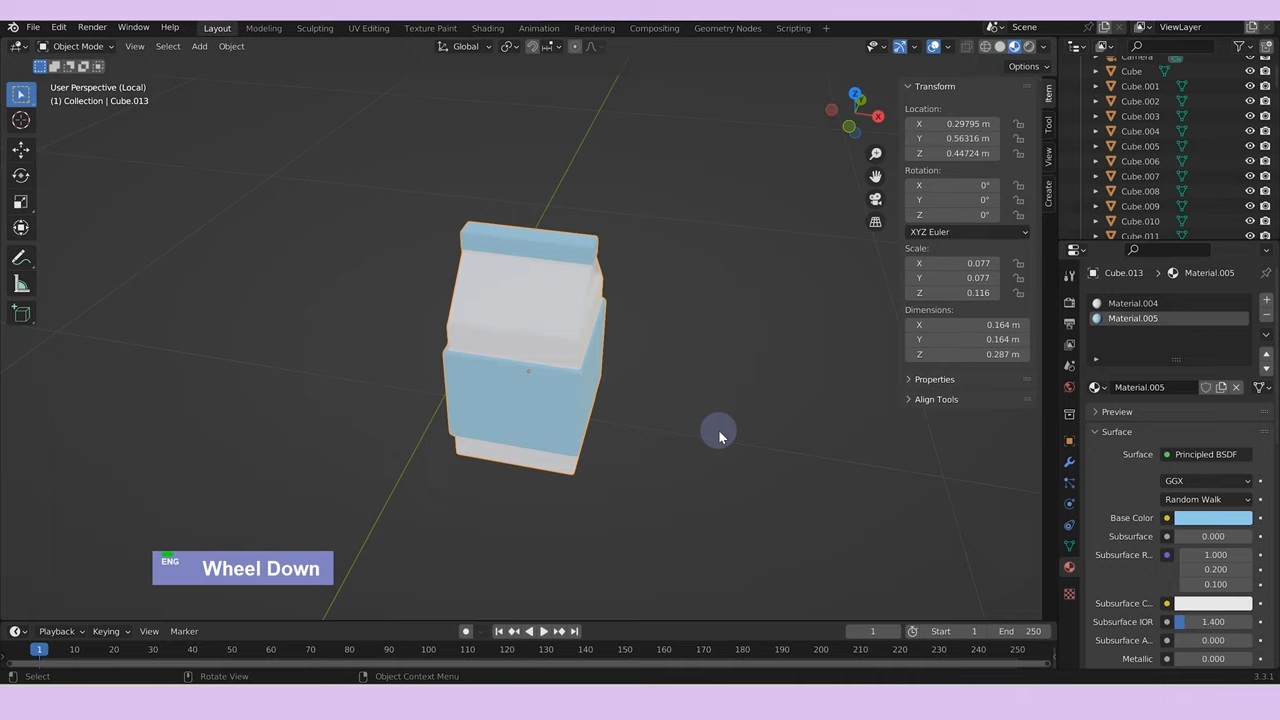 File Edit Render Window Help Layout Modeling Sculpting UV Editing Texture Paint Shading Animation Rendering Compositing Geometry Nodes Scripting + Scene ViewLayer
Object Mode View Select Add Object Global
Options
User Perspective (Local)
(1) Collection | Cube.013
Z
X
Y
Transform
Location:
X 0.29795 m
Y 0.56316 m
Z 0.44724 m
Rotation:
X 0°
Y 0°
Z 0°
XYZ Euler
Scale:
X 0.077
Y 0.077
Z 0.116
Dimensions:
X 0.164 m
Y 0.164 m
Z 0.287 m
Properties
Align Tools
Item
Tool
View
Create
Camera
Cube
Cube.001
Cube.002
Cube.003
Cube.004
Cube.005
Cube.006
Cube.007
Cube.008
Cube.009
Cube.010
Cube.011
Cube.013 > Material.005
Material.004
Material.005
Material.005
Preview
Surface
Surface Principled BSDF
GGX
Random Walk
Base Color
Subsurface 0.000
Subsurface R... 1.000
0.200
0.100
Subsurface C...
Subsurface IOR 1.400
Subsurface A... 0.000
Metallic 0.000
ENG Wheel Down
Playback Keying View Marker 1 Start 1 End 250
1 10 20 30 40 50 60 70 80 90 100 110 120 130 140 150 160 170 180 190 200 210 220 230 240 250
Select Rotate View Object Context Menu 3.3.1